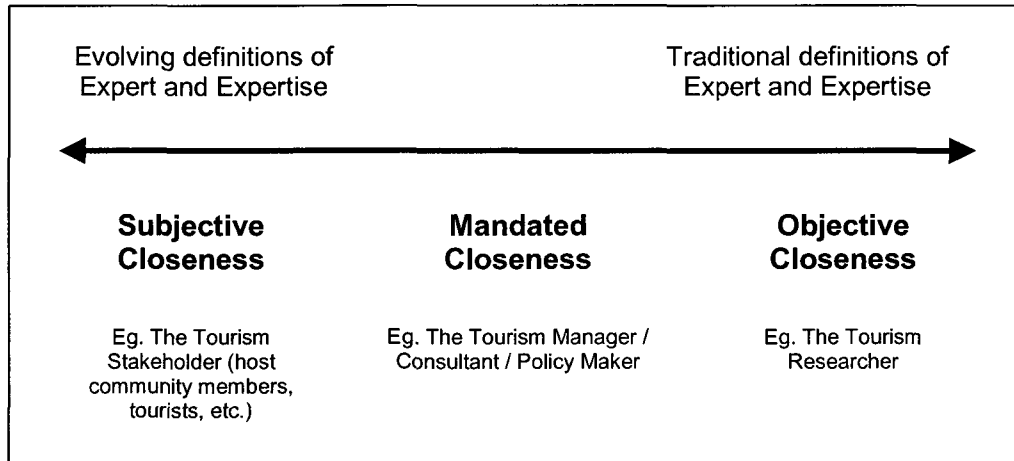 Evolving definitions of
Expert and Expertise
Traditional definitions of
Expert and Expertise
Subjective
Closeness
Mandated
Closeness
Objective
Closeness
Eg. The Tourism
Stakeholder (host
community members,
tourists, etc.)
Eg. The Tourism Manager /
Consultant / Policy Maker
Eg. The Tourism
Researcher